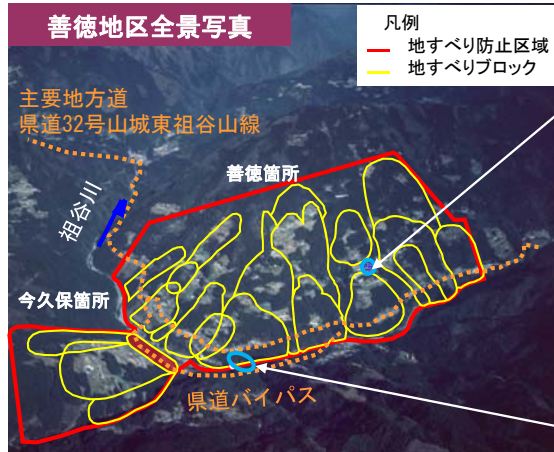 善徳地区全景写真
凡例
地すべり防止区域
地すべりブロック
主要地方道
県道32号山城東祖谷山線
善徳箇所
祖谷川
今久保箇所
県道バイパス